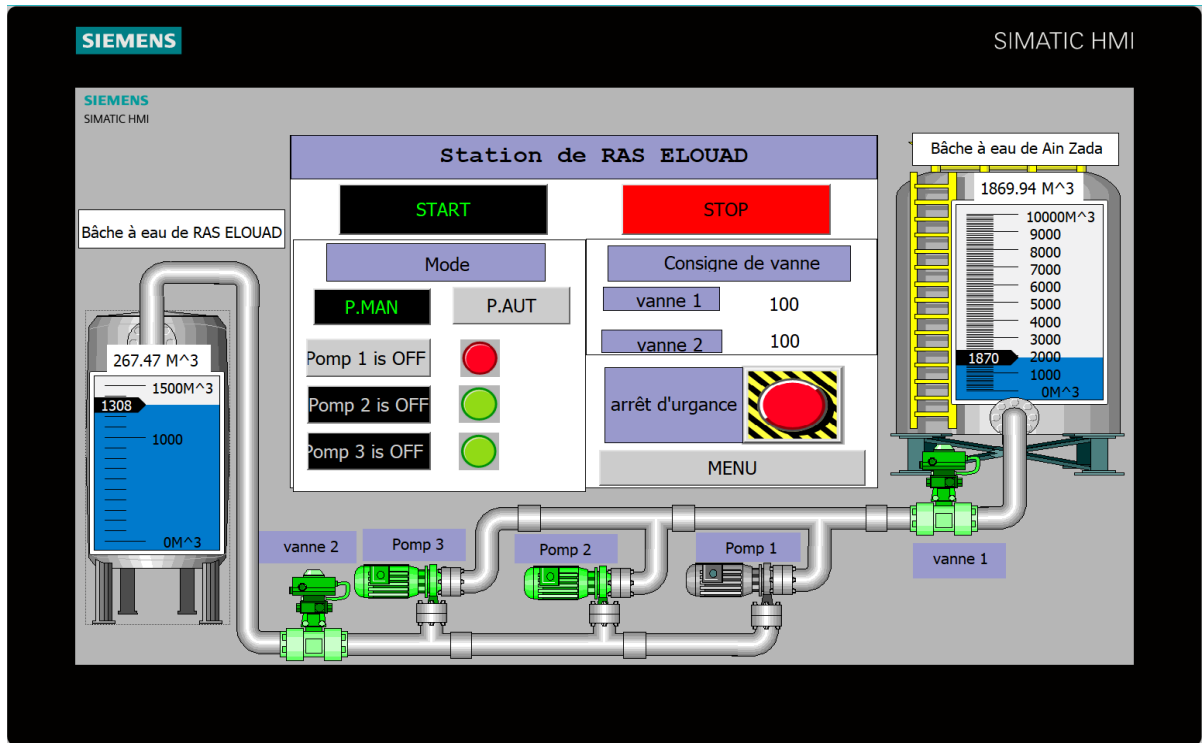 SIEMENS
SIMATIC HMI
SIEMENS
SIMATIC HMI
Station de RAS ELOUAD
START
STOP
Bâche à eau de RAS ELOUAD
267.47 M^3
1500M^3
1308
1000
0M^3
Mode
P.MAN
P.AUT
Pomp 1 is OFF
Pomp 2 is OFF
Pomp 3 is OFF
Consigne de vanne
vanne 1
100
vanne 2
100
arrêt d'urgance
MENU
Bâche à eau de Ain Zada
1869.94 M^3
10000M^3
9000
8000
7000
6000
5000
4000
3000
1870
2000
1000
0M^3
vanne 2
Pomp 3
Pomp 2
Pomp 1
vanne 1